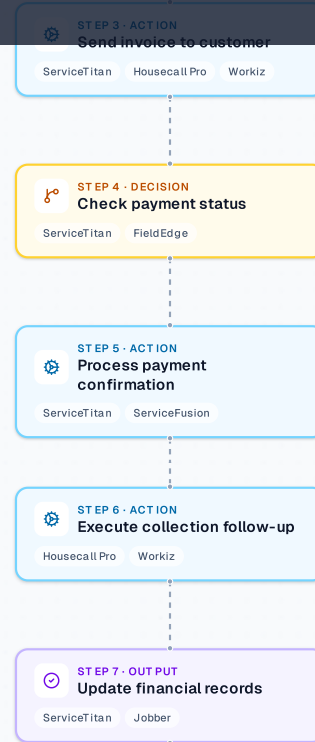 STEP 3 · ACTION
Send invoice to customer
ServiceTitan Housecall Pro Workiz
STEP 4 · DECISION
Check payment status
ServiceTitan FieldEdge
STEP 5 · ACTION
Process payment
confirmation
ServiceTitan ServiceFusion
STEP 6 · ACTION
Execute collection follow-up
Housecall Pro Workiz
STEP 7 · OUTPUT
Update financial records
ServiceTitan Jobber